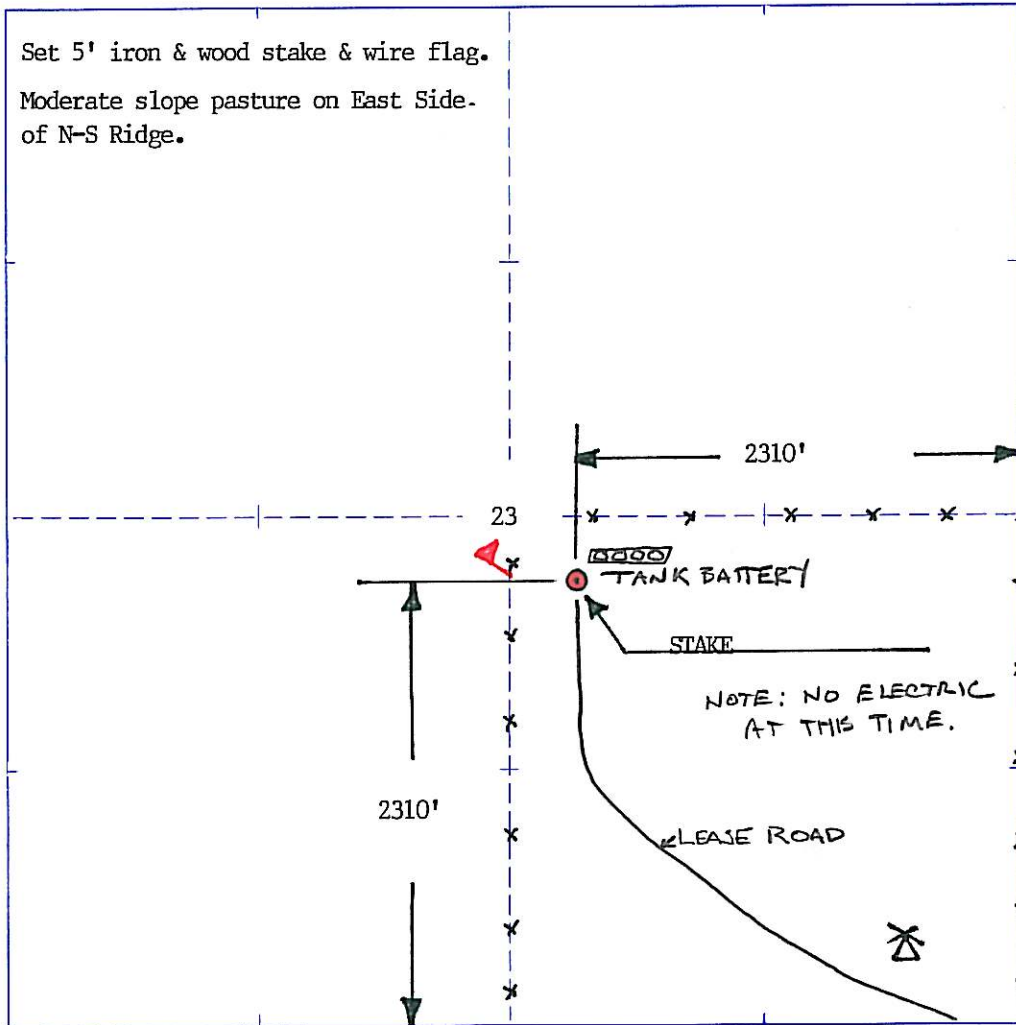 Set 5' iron & wood stake & wire flag.
Moderate slope pasture on East Side-
of N-S Ridge.
2310'
23
TANK BATTERY
STAKE
NOTE: NO ELECTRIC
AT THIS TIME.
2310'
LEASE ROAD